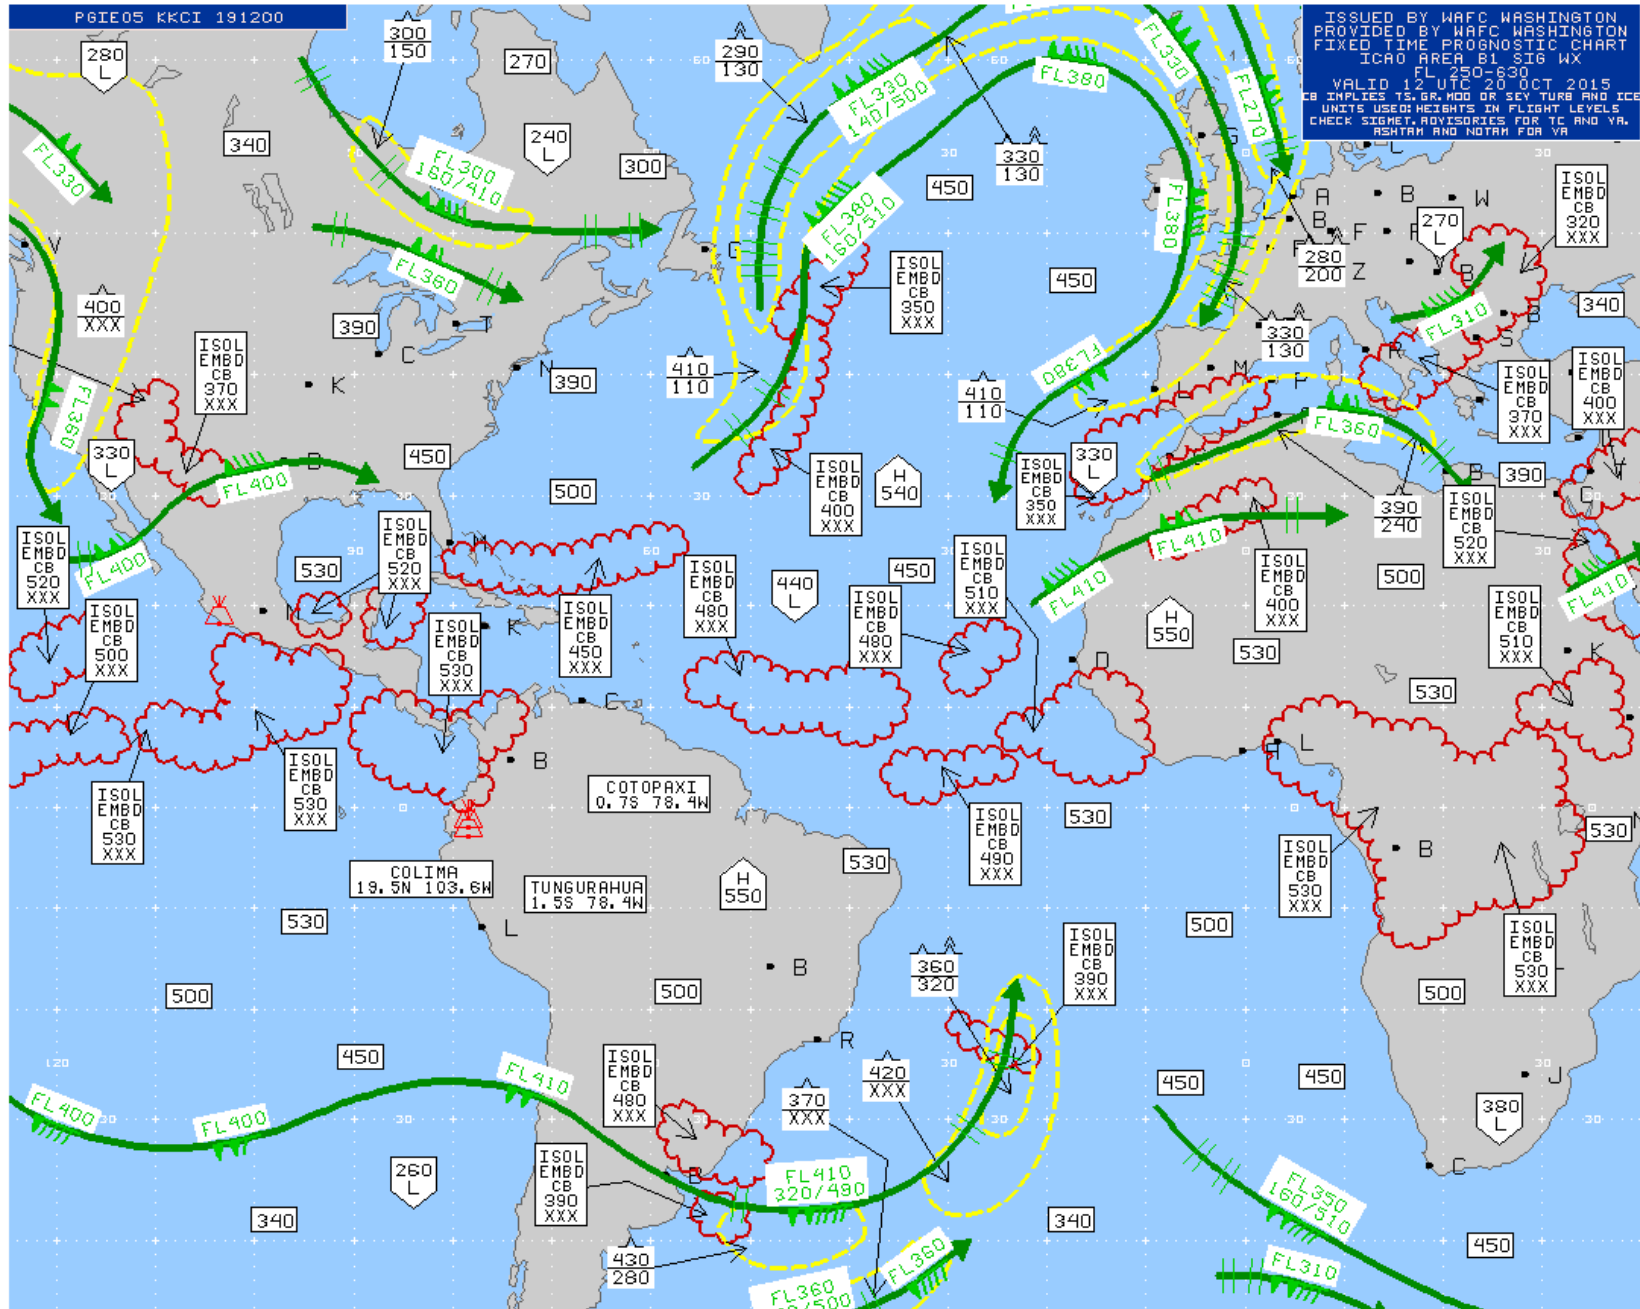 PGIE05 KKCI 191200
ISSUED BY WAFC WASHINGTON
PROVIDED BY WAFC WASHINGTON
FIXED TIME PROGNOSTIC CHART
ICAO AREA B1 SIG WX
FL 250-630
VALID 12 UTC 20 OCT 2015
CB IMPLIES TS.GR.MOD OR SEV TURB AND ICE
UNITS USED:HEIGHTS IN FLIGHT LEVELS
CHECK SIGMET.ADVISORIES FOR TC AND VA.
ASHTAM AND NOTAM FOR VA
280
L
300
150
270
290
130
FL330
140/500
FL380
FL330
FL270
G
340
240
L
300
FL330
FL300
160/410
330
130
450
FL380
160/510
FL380
A
B
W
ISOL
EMBD
CB
320
XXX
B
F
270
L
V
FL360
G
280
200
Z
B
400
XXX
ISOL
EMBD
CB
350
XXX
450
340
FL310
B
390
T
C
330
130
S
R
ISOL
EMBD
CB
370
XXX
K
N
390
410
110
FL380
410
110
L
M
P
ISOL
EMBD
CB
370
XXX
ISOL
EMBD
CB
400
XXX
FL360
FL360
330
L
B
450
FL400
500
ISOL
EMBD
CB
400
XXX
H
540
ISOL
EMBD
CB
350
XXX
330
L
390
240
B
390
C
ISOL
EMBD
CB
520
XXX
FL400
90
530
ISOL
EMBD
CB
520
XXX
M
60
450
440
L
ISOL
EMBD
CB
510
XXX
FL410
FL410
ISOL
EMBD
CB
400
XXX
ISOL
EMBD
CB
520
XXX
500
FL410
ISOL
EMBD
CB
500
XXX
M
K
ISOL
EMBD
CB
530
XXX
ISOL
EMBD
CB
450
XXX
ISOL
EMBD
CB
480
XXX
ISOL
EMBD
CB
480
XXX
H
550
530
ISOL
EMBD
CB
510
XXX
K
D
530
C
ISOL
EMBD
CB
530
XXX
ISOL
EMBD
CB
530
XXX
B
L
COTOPAXI
0.7S 78.4W
530
ISOL
EMBD
CB
490
XXX
530
ISOL
EMBD
CB
530
XXX
B
COLIMA
19.5N 103.6W
TUNGURAHUA
1.5S 78.4W
H
550
530
530
L
500
ISOL
EMBD
CB
530
XXX
B
360
320
ISOL
EMBD
CB
390
XXX
500
500
500
R
450
120
ISOL
EMBD
CB
480
XXX
FL410
420
XXX
370
XXX
450
450
J
FL400
FL400
380
L
ISOL
EMBD
CB
390
XXX
260
L
B
FL410
320/490
C
340
340
FL350
160/510
450
430
280
FL360
FL360
FL310